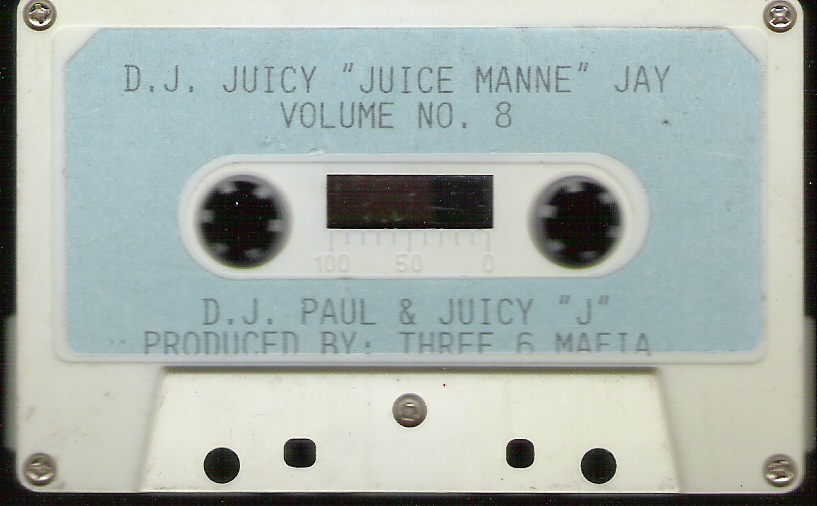 D.J. JUICY "JUICE MANNE" JAY
VOLUME NO. 8
100 50 0
D.J. PAUL & JUICY "J"
PRODUCED BY: THREE 6 MAFIA